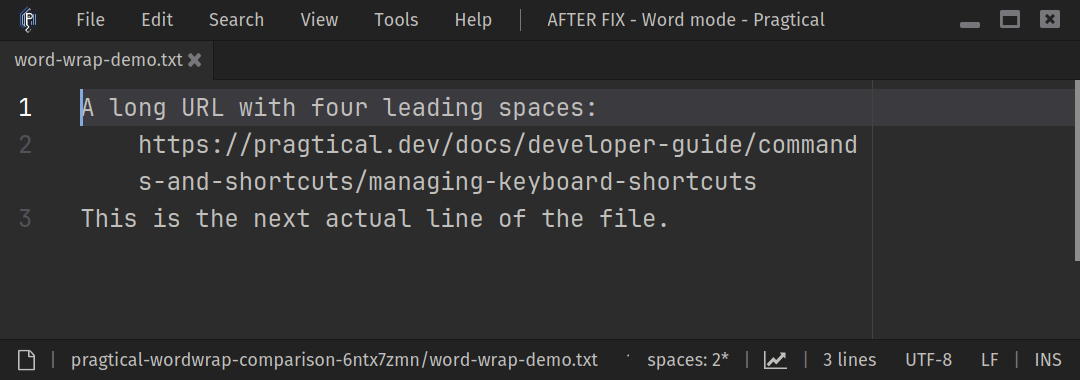 File Edit Search View Tools Help | AFTER FIX - Word mode - Pragtical
word-wrap-demo.txt
1 A long URL with four leading spaces:
2     https://pragtical.dev/docs/developer-guide/command
    s-and-shortcuts/managing-keyboard-shortcuts
3 This is the next actual line of the file.
| pragtical-wordwrap-comparison-6ntx7zmn/word-wrap-demo.txt spaces: 2* | | 3 lines UTF-8 LF | INS